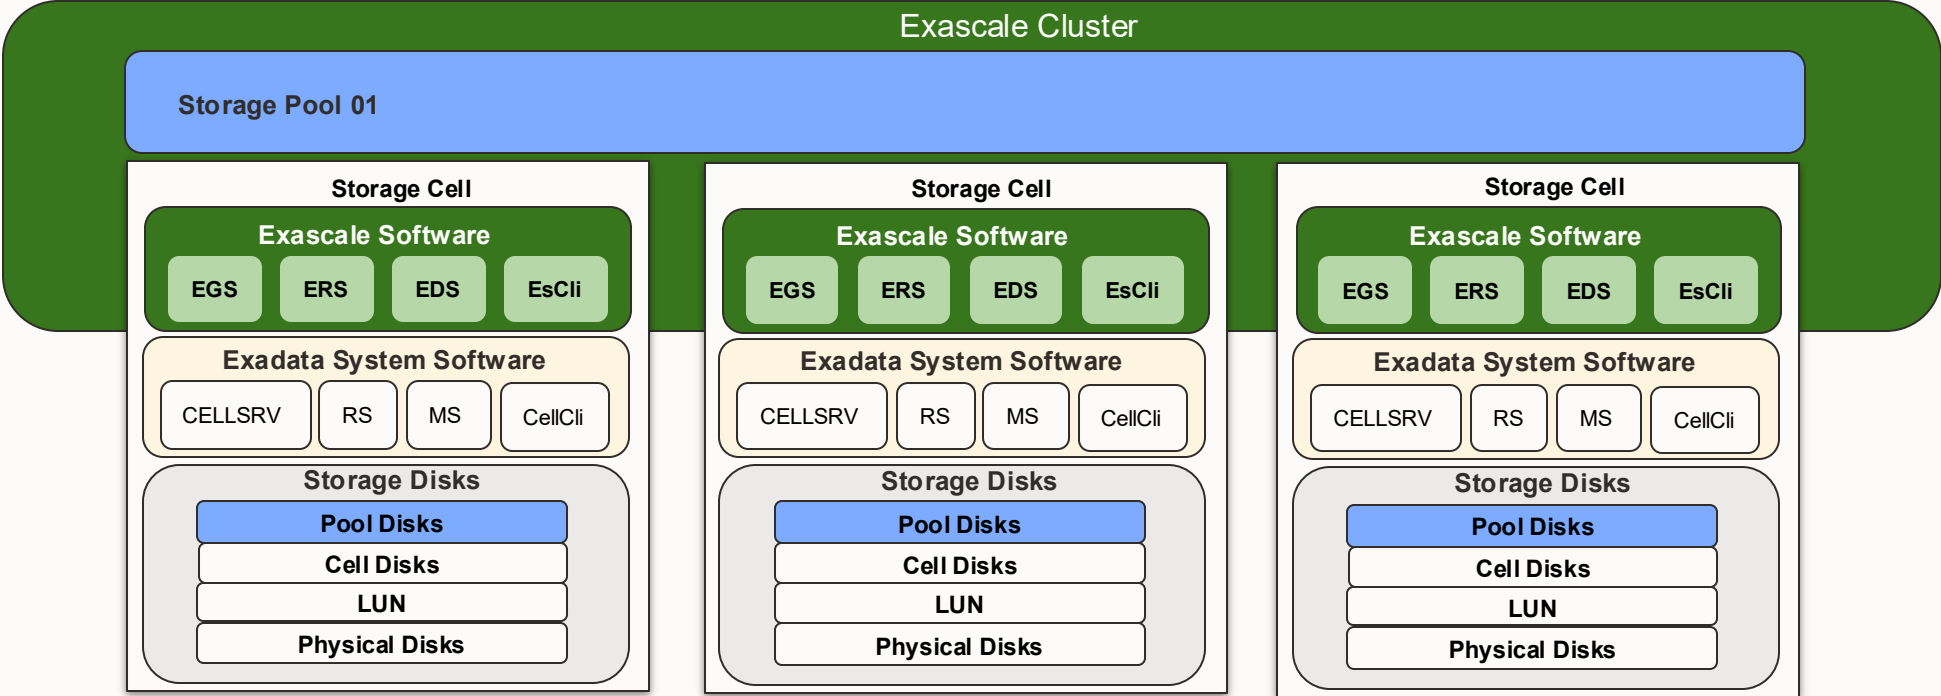 Exascale Cluster
Storage Pool 01
Storage Cell
Exascale Software
EGS ERS EDS EsCli
Exadata System Software
CELLSRV RS MS CellCli
Storage Disks
Pool Disks
Cell Disks
LUN
Physical Disks
Storage Cell
Exascale Software
EGS ERS EDS EsCli
Exadata System Software
CELLSRV RS MS CellCli
Storage Disks
Pool Disks
Cell Disks
LUN
Physical Disks
Storage Cell
Exascale Software
EGS ERS EDS EsCli
Exadata System Software
CELLSRV RS MS CellCli
Storage Disks
Pool Disks
Cell Disks
LUN
Physical Disks